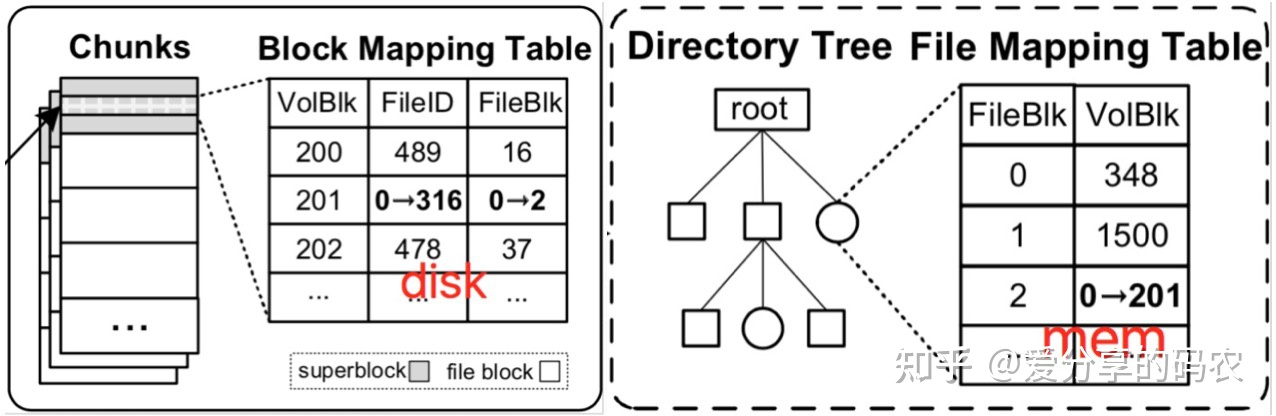 Chunks
Block Mapping Table
VolBlk FileID FileBlk
200 489 16
201 0→316 0→2
202 478 37
... ... ...
disk
...
superblock file block
Directory Tree
root
File Mapping Table
FileBlk VolBlk
0 348
1 1500
2 0→201
... ...
mem
知乎 @爱分享的码农